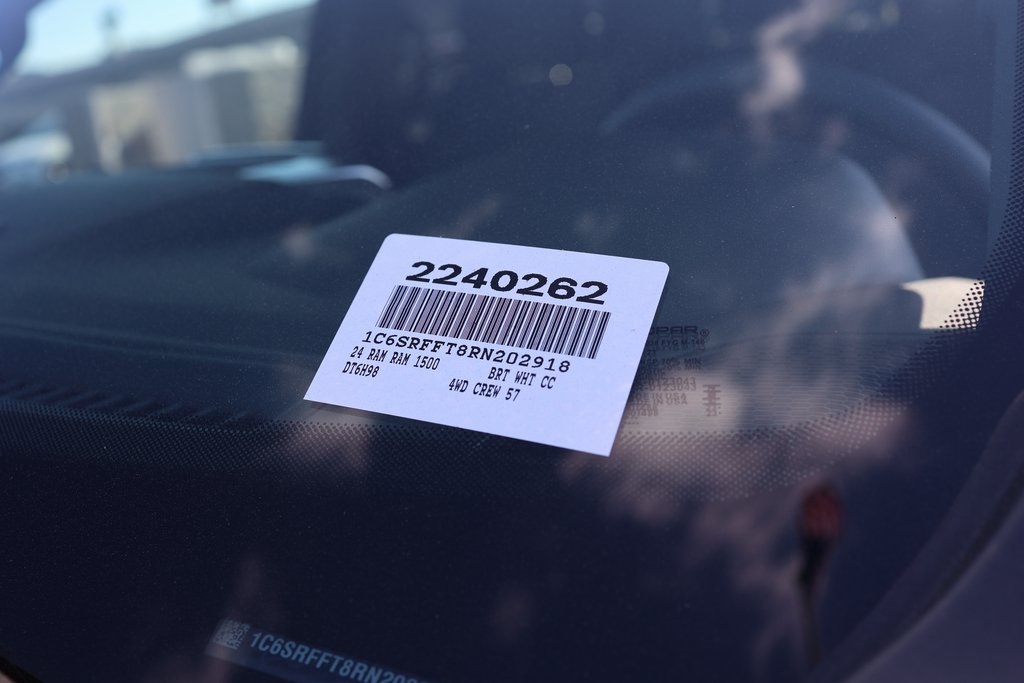 2240262
1C6SRFFT8RN202918
24 RAM RAM 1500 BRT WHT CC
DT6H98 4WD CREW 57
1C6SRFFT8RN202